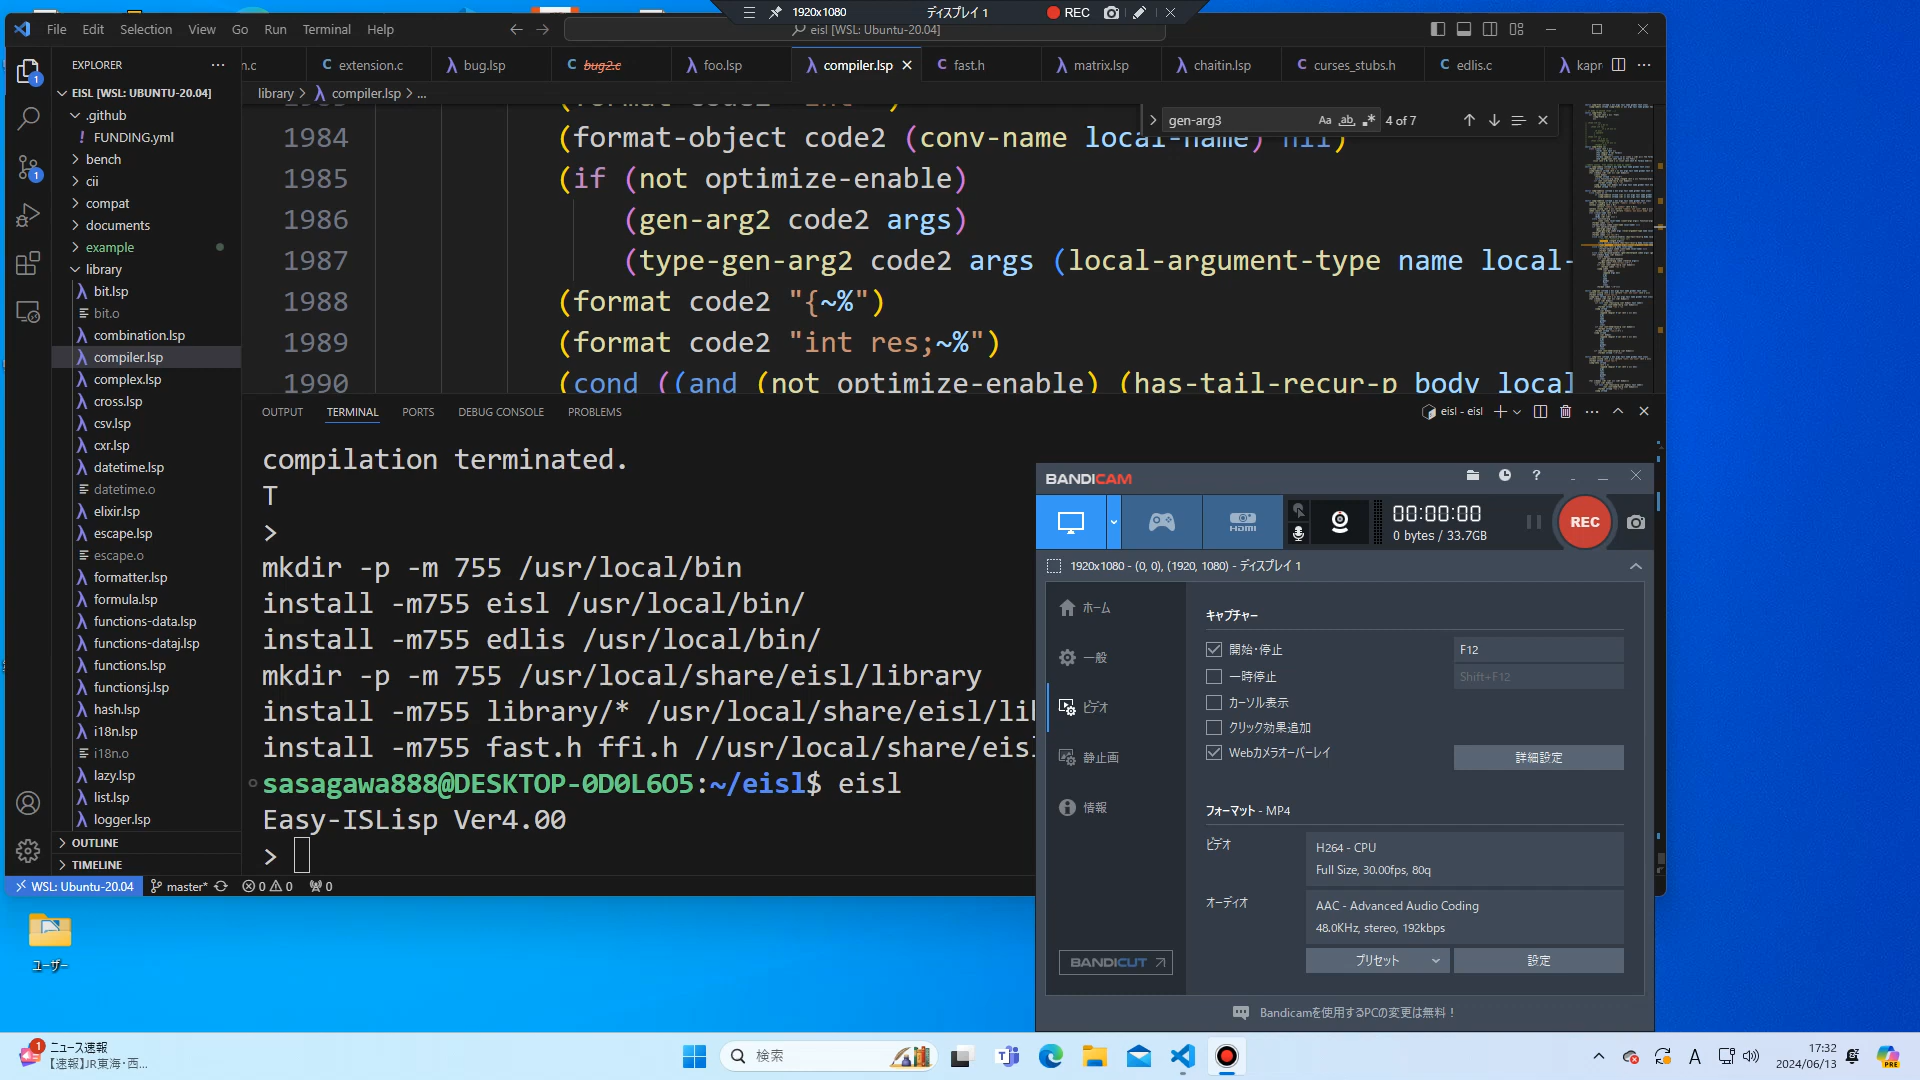 1920x1080
ディスプレイ 1
REC
File Edit Selection View Go Run Terminal Help
eisl [WSL: Ubuntu-20.04]
EXPLORER
n.c
extension.c
bug.lsp
bug2.c
foo.lsp
compiler.lsp
fast.h
matrix.lsp
chaitin.lsp
curses_stubs.h
edlis.c
kapr
EISL [WSL: UBUNTU-20.04]
library > compiler.lsp > ...
.github
FUNDING.yml
bench
cii
compat
documents
example
library
bit.lsp
bit.o
combination.lsp
compiler.lsp
complex.lsp
cross.lsp
csv.lsp
cxr.lsp
datetime.lsp
datetime.o
elixir.lsp
escape.lsp
escape.o
formatter.lsp
formula.lsp
functions-data.lsp
functions-dataj.lsp
functions.lsp
functionsj.lsp
hash.lsp
i18n.lsp
i18n.o
lazy.lsp
list.lsp
logger.lsp
OUTLINE
TIMELINE
gen-arg3
Aa ab .*
4 of 7
1984 (format-object code2 (conv-name local-name) nil)
1985 (if (not optimize-enable)
1986 (gen-arg2 code2 args)
1987 (type-gen-arg2 code2 args (local-argument-type name local-
1988 (format code2 "{~%")
1989 (format code2 "int res;~%")
1990 (cond ((and (not optimize-enable) (has-tail-recur-p body local
OUTPUT TERMINAL PORTS DEBUG CONSOLE PROBLEMS
eisl - eisl
compilation terminated.
T
>
mkdir -p -m 755 /usr/local/bin
install -m755 eisl /usr/local/bin/
install -m755 edlis /usr/local/bin/
mkdir -p -m 755 /usr/local/share/eisl/library
install -m755 library/* /usr/local/share/eisl/lib
install -m755 fast.h ffi.h //usr/local/share/eisl
sasagawa888@DESKTOP-0D0L6O5:~/eisl$ eisl
Easy-ISLisp Ver4.00
>
WSL: Ubuntu-20.04 master* 0 0 0
BANDICAM
HDMI
00:00:00
0 bytes / 33.7GB
REC
1920x1080 - (0, 0), (1920, 1080) - ディスプレイ 1
ホーム
一般
ビデオ
静止画
情報
BANDICUT
キャプチャー
開始・停止 F12
一時停止 Shift+F12
カーソル表示
クリック効果追加
Webカメラオーバーレイ 詳細設定
フォーマット - MP4
ビデオ
H264 - CPU
Full Size, 30.00fps, 80q
オーディオ
AAC - Advanced Audio Coding
48.0KHz, stereo, 192kbps
プリセット 設定
Bandicamを使用するPCの変更は無料！
ユーザー
1
ニュース速報
【速報】JR東海・西...
検索
A
17:32
2024/06/13
PRE